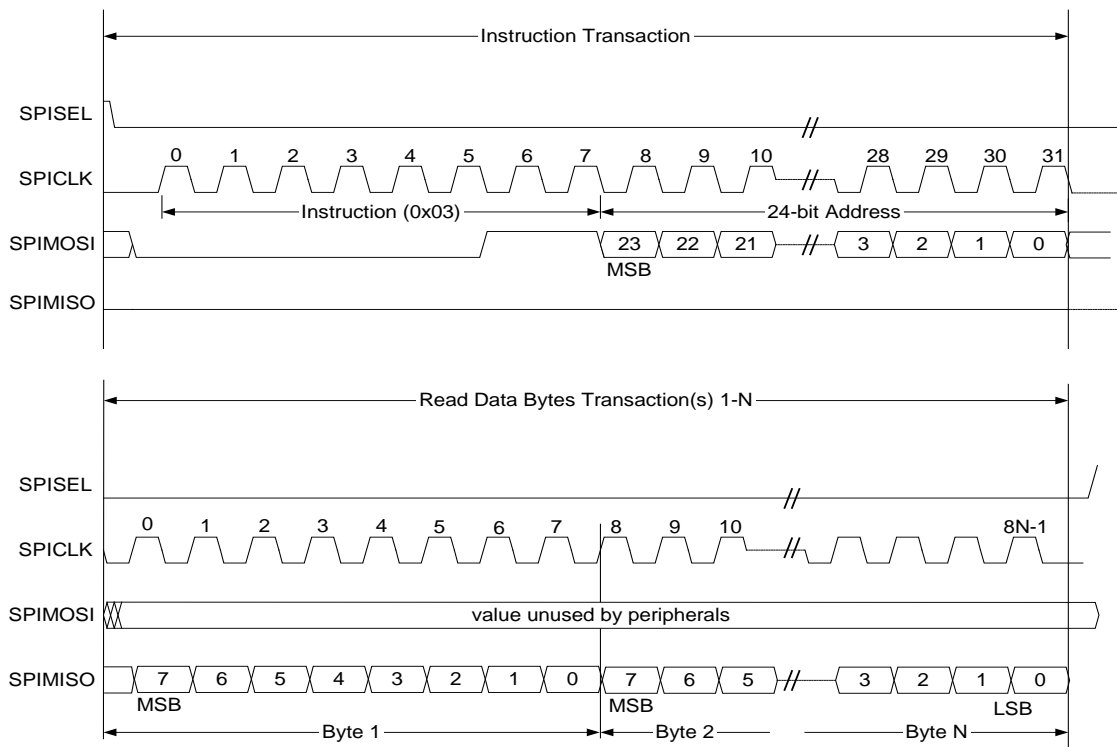 Instruction Transaction
SPISEL
0 1 2 3 4 5 6 7 8 9 10 28 29 30 31
SPICLK
Instruction (0x03) 24-bit Address
SPIMOSI 23 22 21 3 2 1 0
MSB
SPIMISO
Read Data Bytes Transaction(s) 1-N
SPISEL
0 1 2 3 4 5 6 7 8 9 10 8N-1
SPICLK
SPIMOSI value unused by peripherals
SPIMISO 7 6 5 4 3 2 1 0 7 6 5 3 2 1 0
MSB MSB LSB
Byte 1 Byte 2 Byte N